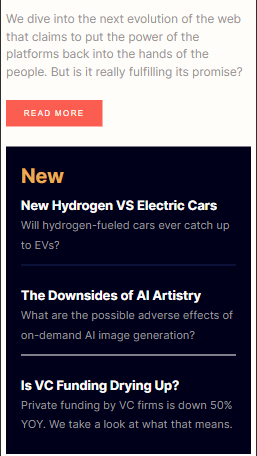 We dive into the next evolution of the web
that claims to put the power of the
platforms back into the hands of the
people. But is it really fulfilling its promise?
READ MORE
New
New Hydrogen VS Electric Cars
Will hydrogen-fueled cars ever catch up
to EVs?
The Downsides of AI Artistry
What are the possible adverse effects of
on-demand AI image generation?
Is VC Funding Drying Up?
Private funding by VC firms is down 50%
YOY. We take a look at what that means.